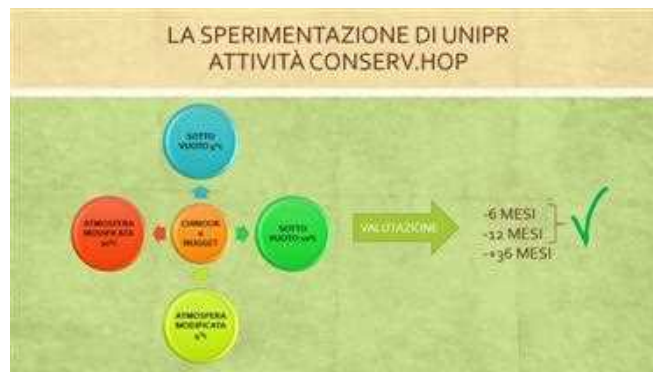 LA SPERIMENTAZIONE DI UNIPR
ATTIVITÀ CONSERV.HOP
SOTTO
VUOTO
ATMOSFERA
MODIFICATA
CHINOOK
NUGGET
SOTTO
VUOTO
ATMOSFERA
MODIFICATA
VALUTAZIONE
-6 MESI
-12 MESI
-+36 MESI